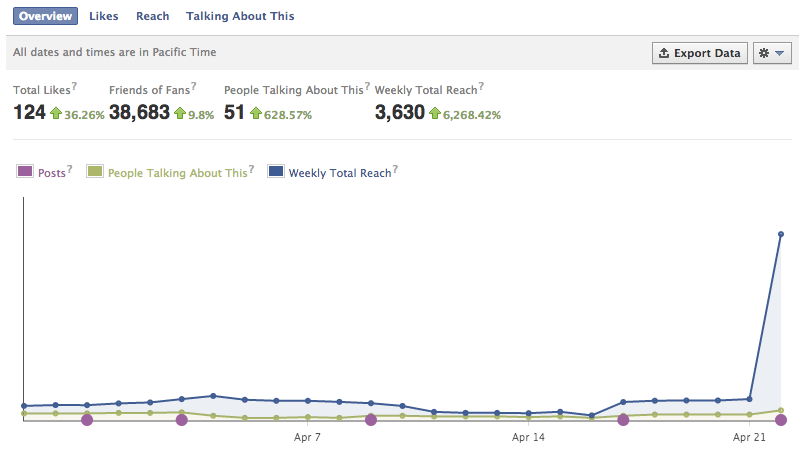 Overview Likes Reach Talking About This
All dates and times are in Pacific Time Export Data
Total Likes? Friends of Fans? People Talking About This? Weekly Total Reach?
124 36.26% 38,683 9.8% 51 628.57% 3,630 6,268.42%
Posts? People Talking About This? Weekly Total Reach?
Apr 7 Apr 14 Apr 21